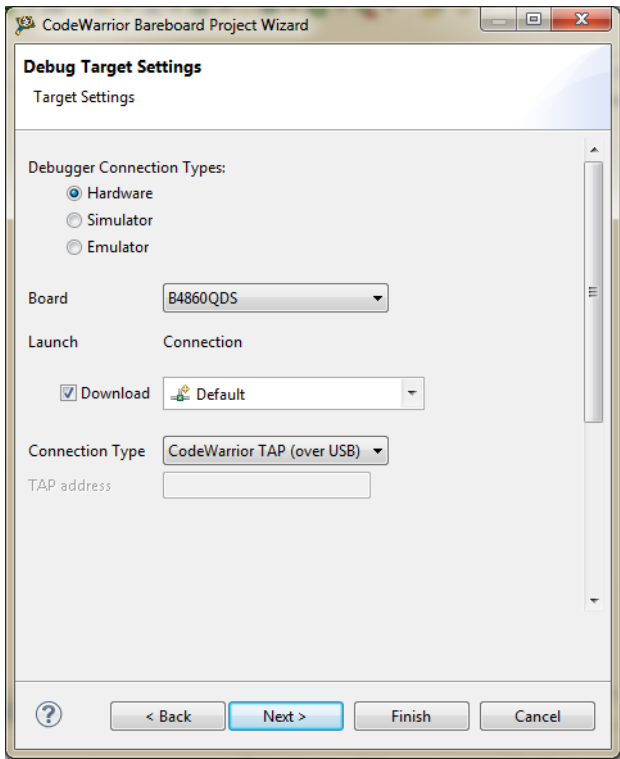 CodeWarrior Bareboard Project Wizard
Debug Target Settings
Target Settings
Debugger Connection Types:
Hardware
Simulator
Emulator
Board B4860QDS
Launch Connection
Download Default
Connection Type CodeWarrior TAP (over USB)
TAP address
? < Back Next > Finish Cancel